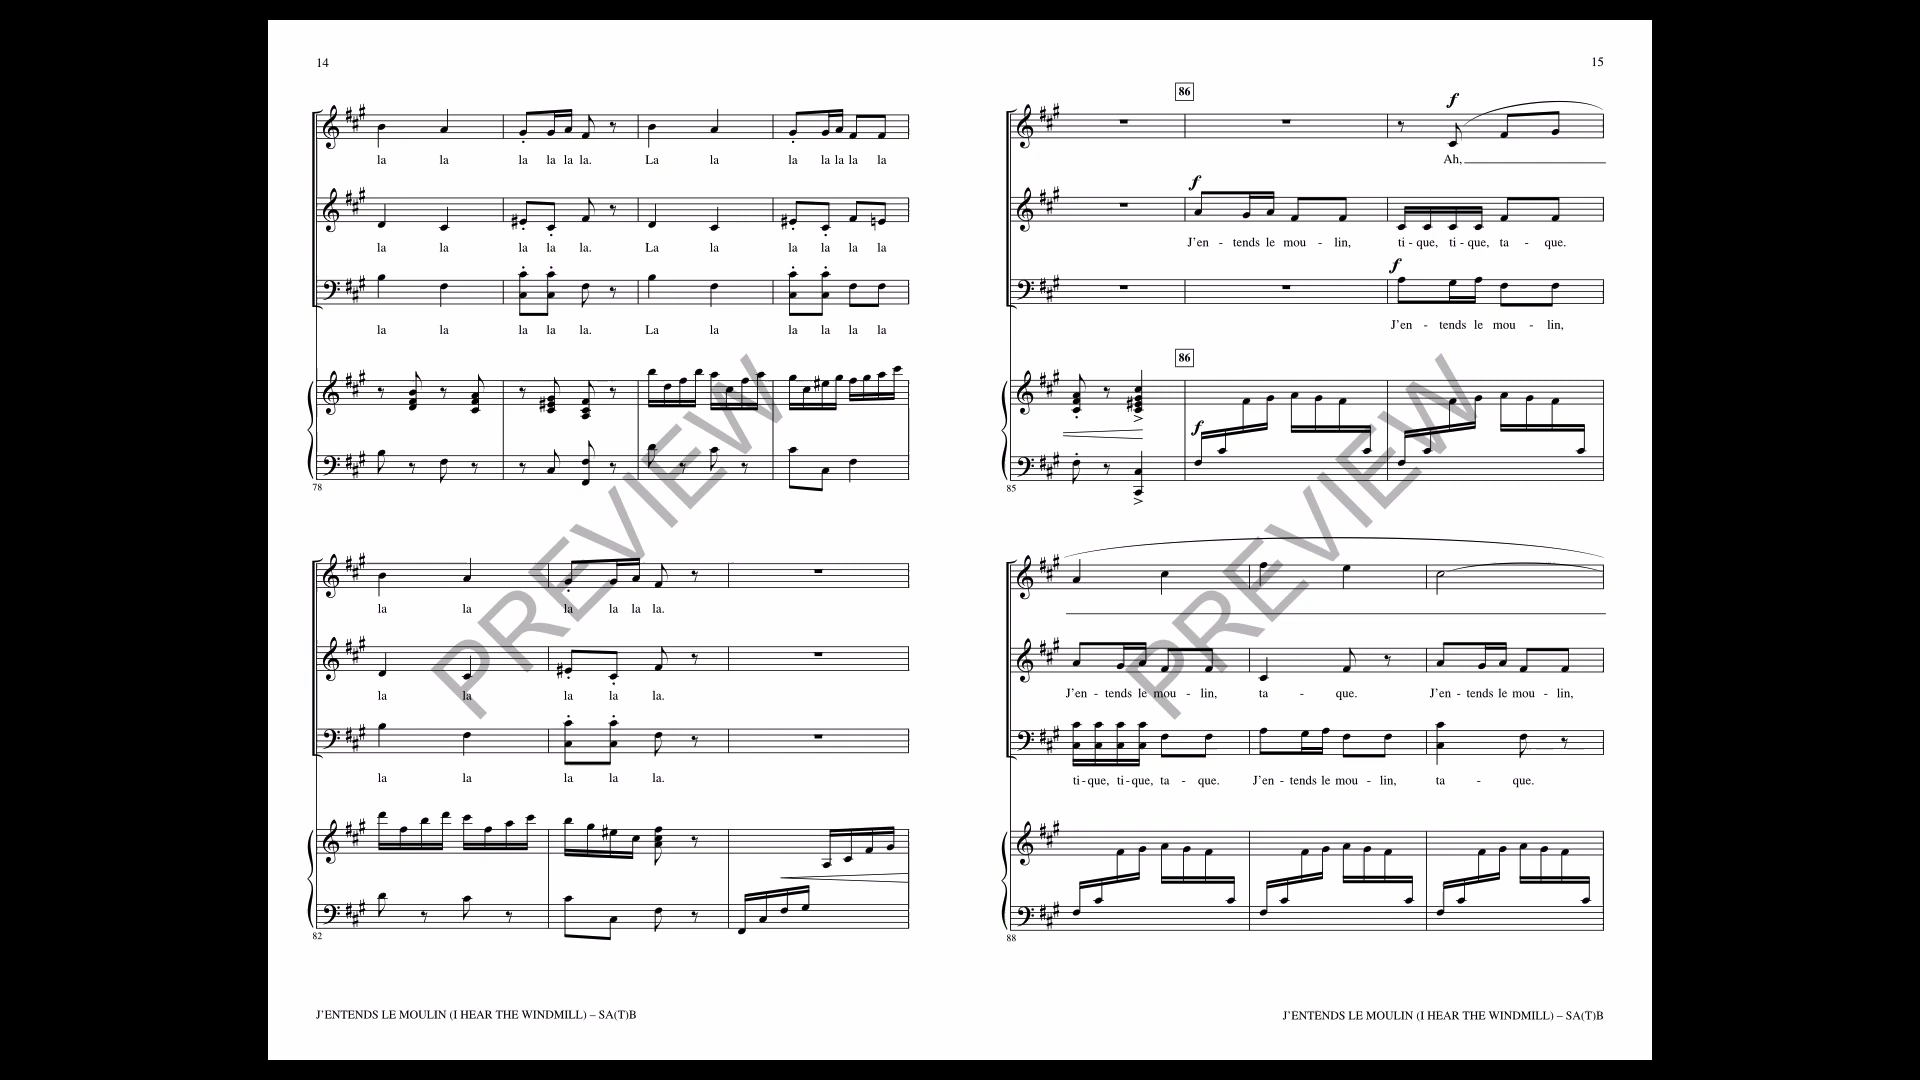 14
la la la la la la. La la la la la la la
la la la la la. La la la la la la
la la la la la. La la la la la la
78
la la la la la la.
la la la la la.
la la la la la.
82
PREVIEW
J'ENTENDS LE MOULIN (I HEAR THE WINDMILL) – SA(T)B
15
86
f
Ah,
f
J'en - tends le mou - lin, ti - que, ti - que, ta - que.
f
J'en - tends le mou - lin,
86
f
85
J'en - tends le mou - lin, ta - que. J'en - tends le mou - lin,
ti - que, ti - que, ta - que. J'en - tends le mou - lin, ta - que.
88
PREVIEW
J'ENTENDS LE MOULIN (I HEAR THE WINDMILL) – SA(T)B